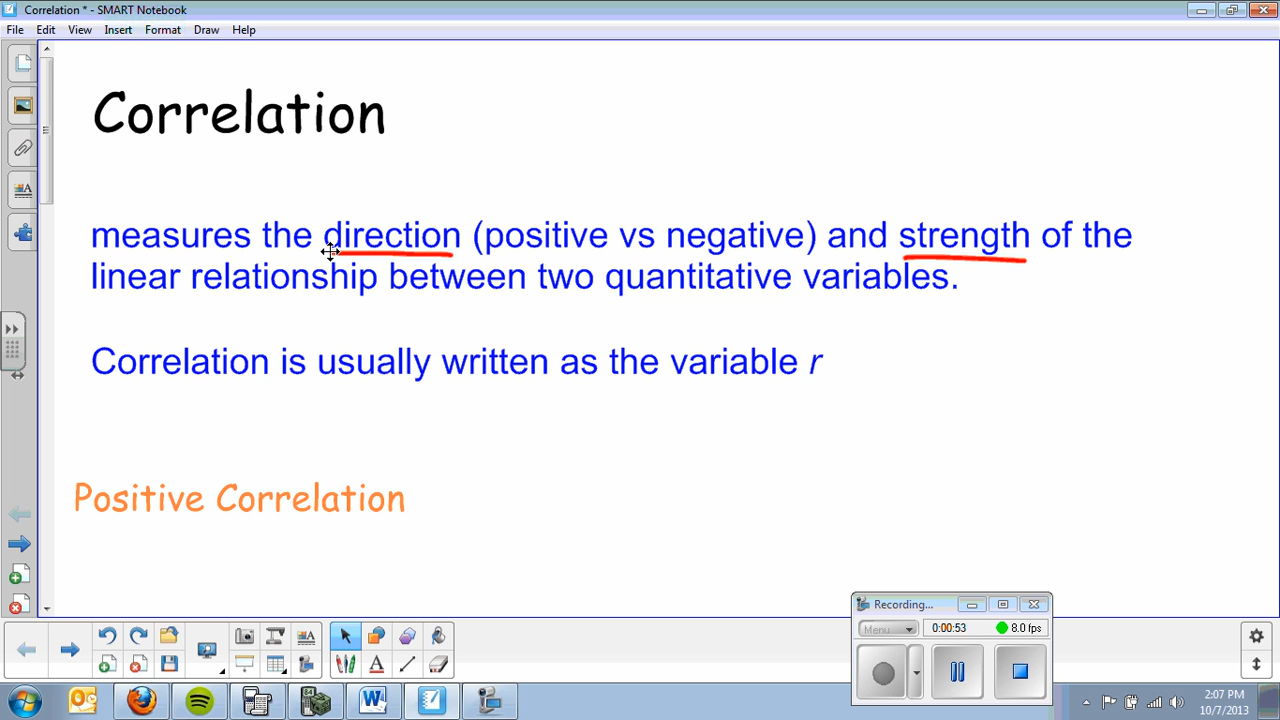 Correlation * - SMART Notebook
File Edit View Insert Format Draw Help
Correlation
measures the direction (positive vs negative) and strength of the
linear relationship between two quantitative variables.
Correlation is usually written as the variable r
Positive Correlation
Recording...
Menu 0:00:53 8.0 fps
2:07 PM
10/7/2013